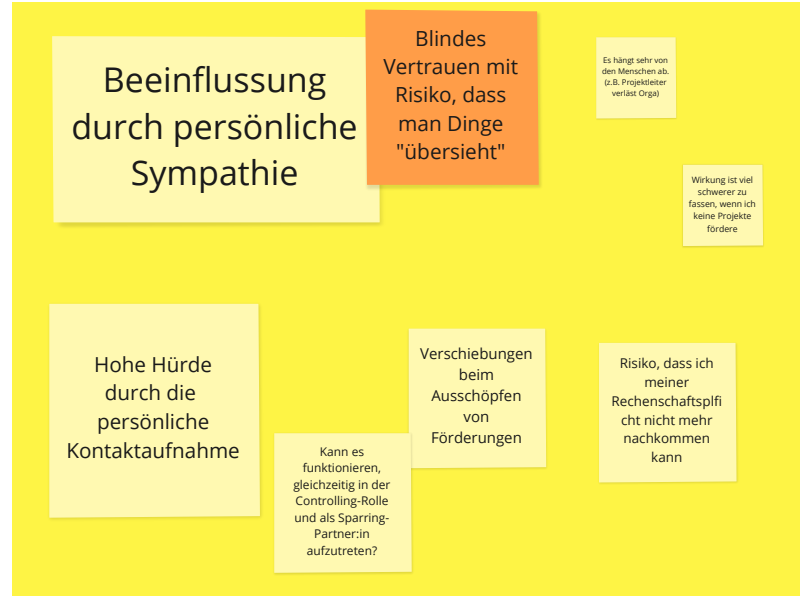 Beeinflussung
durch persönliche
Sympathie
Blindes
Vertrauen mit
Risiko, dass
man Dinge
"übersieht"
Es hängt sehr von
den Menschen ab.
(z.B. Projektleiter
verläst Orga)
Wirkung ist viel
schwerer zu
fassen, wenn ich
keine Projekte
fördere
Hohe Hürde
durch die
persönliche
Kontaktaufnahme
Kann es
funktionieren,
gleichzeitig in der
Controlling-Rolle
und als Sparring-
Partner:in
aufzutreten?
Verschiebungen
beim
Ausschöpfen
von
Förderungen
Risiko, dass ich
meiner
Rechenschaftsplfi
cht nicht mehr
nachkommen
kann